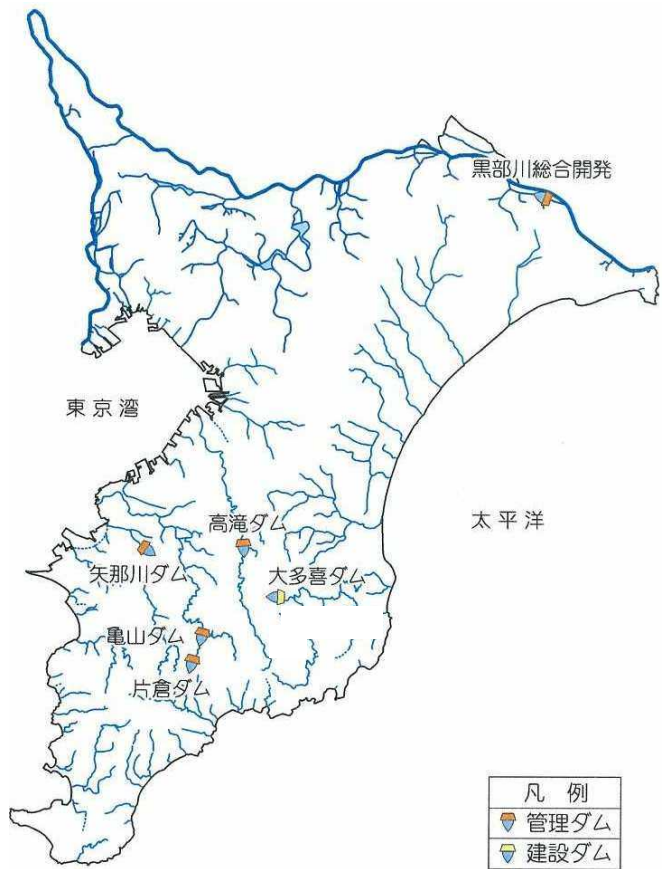 黒部川総合開発
東京湾
太平洋
高滝ダム
矢那川ダム
大多喜ダム
亀山ダム
片倉ダム
凡 例
管理ダム
建設ダム